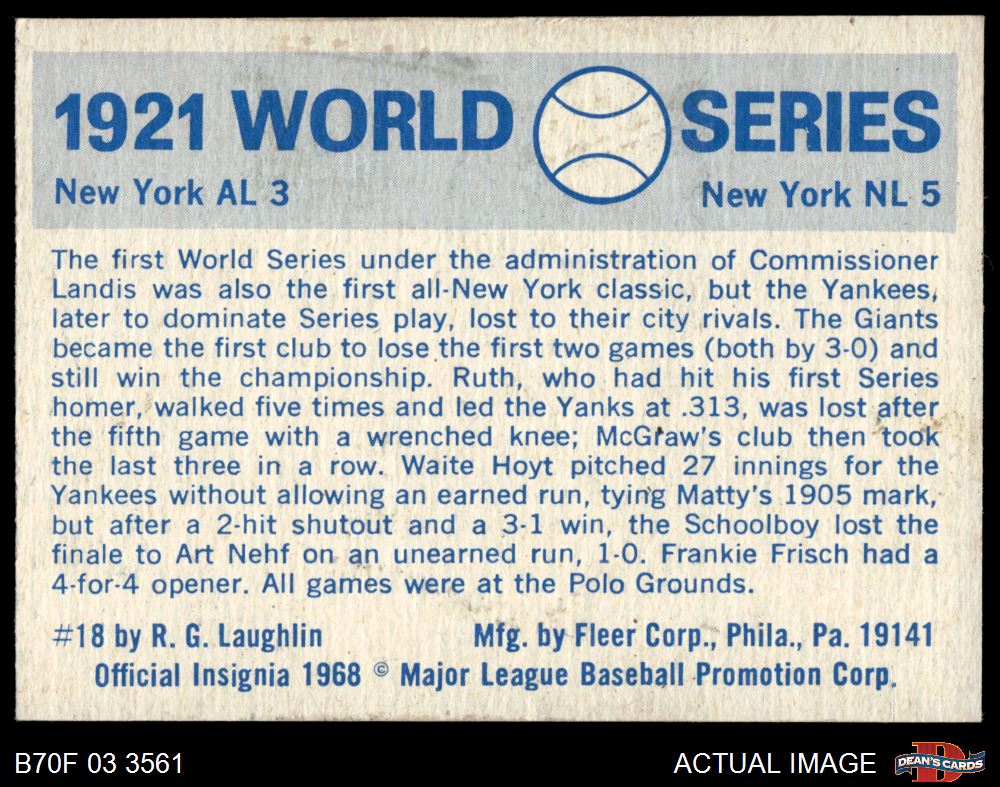 1921 WORLD SERIES
New York AL 3 New York NL 5
The first World Series under the administration of Commissioner
Landis was also the first all-New York classic, but the Yankees,
later to dominate Series play, lost to their city rivals. The Giants
became the first club to lose the first two games (both by 3-0) and
still win the championship. Ruth, who had hit his first Series
homer, walked five times and led the Yanks at .313, was lost after
the fifth game with a wrenched knee; McGraw's club then took
the last three in a row. Waite Hoyt pitched 27 innings for the
Yankees without allowing an earned run, tying Matty's 1905 mark,
but after a 2-hit shutout and a 3-1 win, the Schoolboy lost the
finale to Art Nehf on an unearned run, 1-0. Frankie Frisch had a
4-for-4 opener. All games were at the Polo Grounds.
#18 by R. G. Laughlin Mfg. by Fleer Corp., Phila., Pa. 19141
Official Insignia 1968 © Major League Baseball Promotion Corp.
B70F 03 3561 ACTUAL IMAGE DEAN'S CARDS